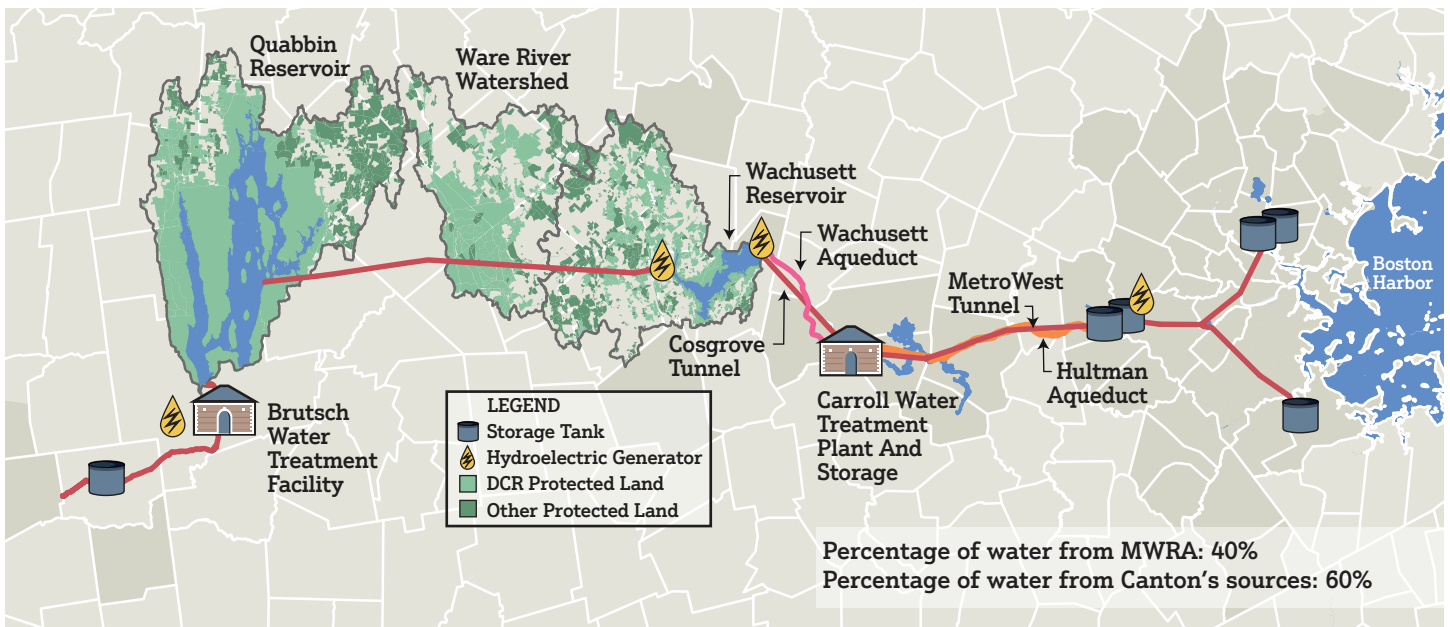 Quabbin
Reservoir
Ware River
Watershed
Wachusett
Reservoir
Wachusett
Aqueduct
MetroWest
Tunnel
Boston
Harbor
Cosgrove
Tunnel
Hultman
Aqueduct
Carroll Water
Treatment
Plant And
Storage
Brutsch
Water
Treatment
Facility
LEGEND
Storage Tank
Hydroelectric Generator
DCR Protected Land
Other Protected Land
Percentage of water from MWRA: 40%
Percentage of water from Canton's sources: 60%